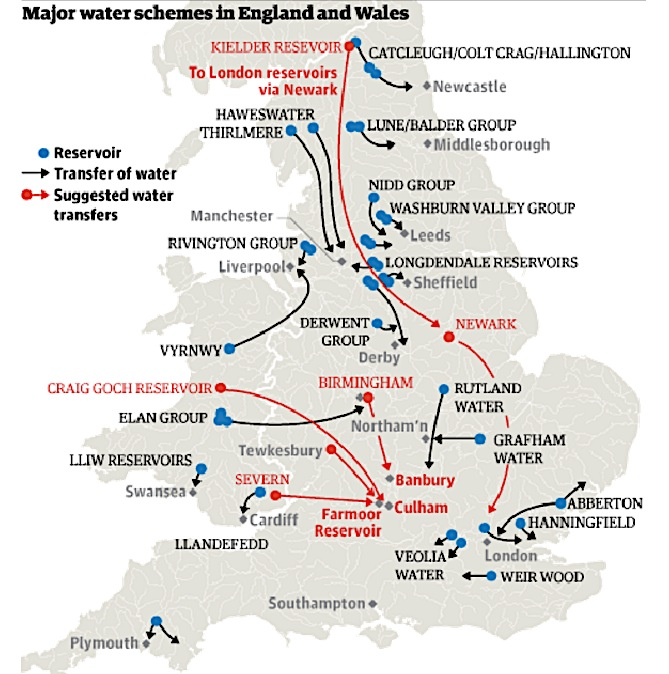 Major water schemes in England and Wales
KIELDER RESEVOIR
CATCLEUGH/COLT CRAG/HALLINGTON
To London reservoirs
via Newark
Newcastle
HAWESWATER
THIRLMERE
LUNE/BALDER GROUP
Middlesborough
Reservoir
Transfer of water
Suggested water
transfers
NIDD GROUP
WASHBURN VALLEY GROUP
Manchester
Leeds
RIVINGTON GROUP
Liverpool
LONGDENDALE RESERVOIRS
Sheffield
DERWENT
GROUP
NEWARK
VYRNWY
Derby
CRAIG GOCH RESERVOIR
BIRMINGHAM
RUTLAND
WATER
ELAN GROUP
Northam'n
GRAFHAM
WATER
Tewkesbury
LLIW RESERVOIRS
Swansea
SEVERN
Banbury
Culham
Farmoor
Reservoir
Cardiff
LLANDEFEDD
ABBERTON
HANNINGFIELD
London
VEOLIA
WATER
WEIR WOOD
Southampton
Plymouth